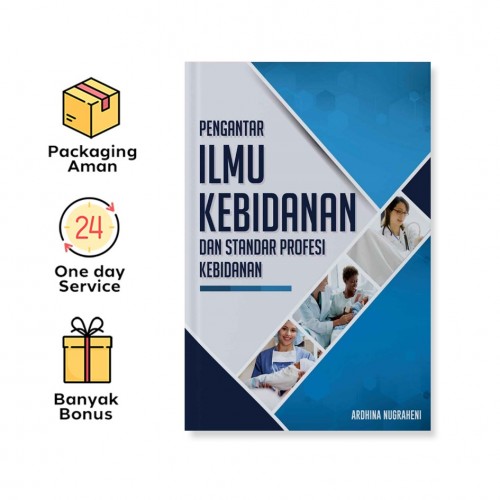 Packaging
Aman
24
One day
Service
Banyak
Bonus
PENGANTAR
ILMU
KEBIDANAN
DAN STANDAR PROFESI
KEBIDANAN
ARDHINA NUGRAHENI